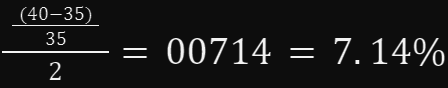 (40−35)
35
2
= 00714 = 7.14%